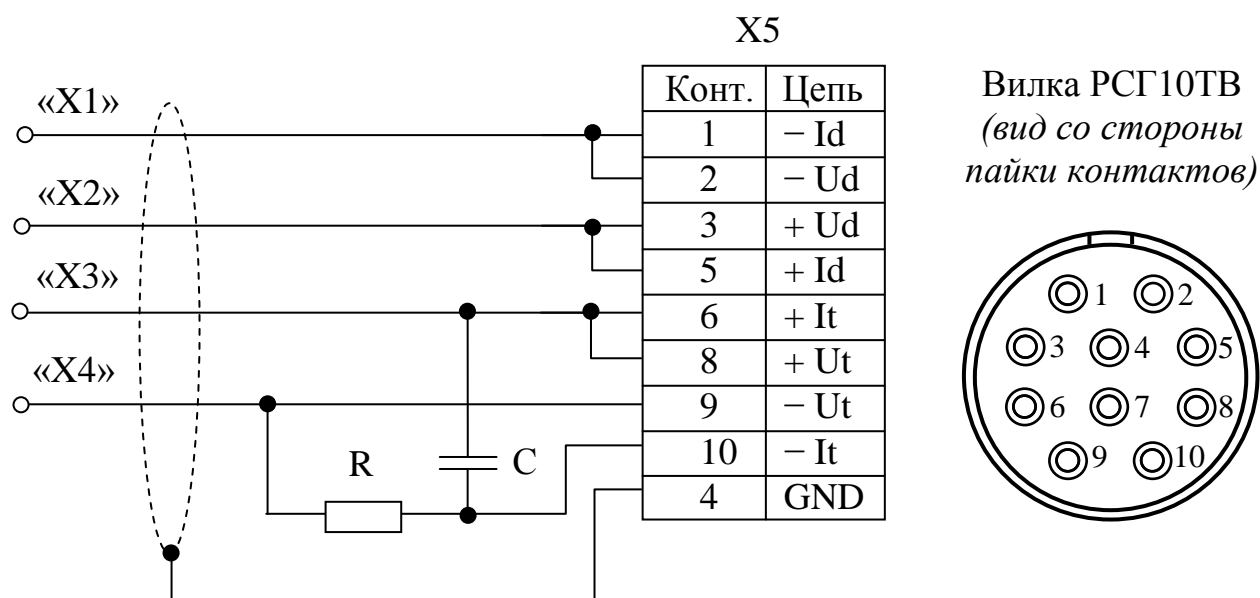 X5
Конт. Цепь
«X1»
1 − Id
2 − Ud
«X2»
3 + Ud
5 + Id
«X3»
6 + It
8 + Ut
«X4»
9 − Ut
10 − It
4 GND
R
C
Вилка РСГ10ТВ
(вид со стороны
пайки контактов)
1 2
3 4 5
6 7 8
9 10